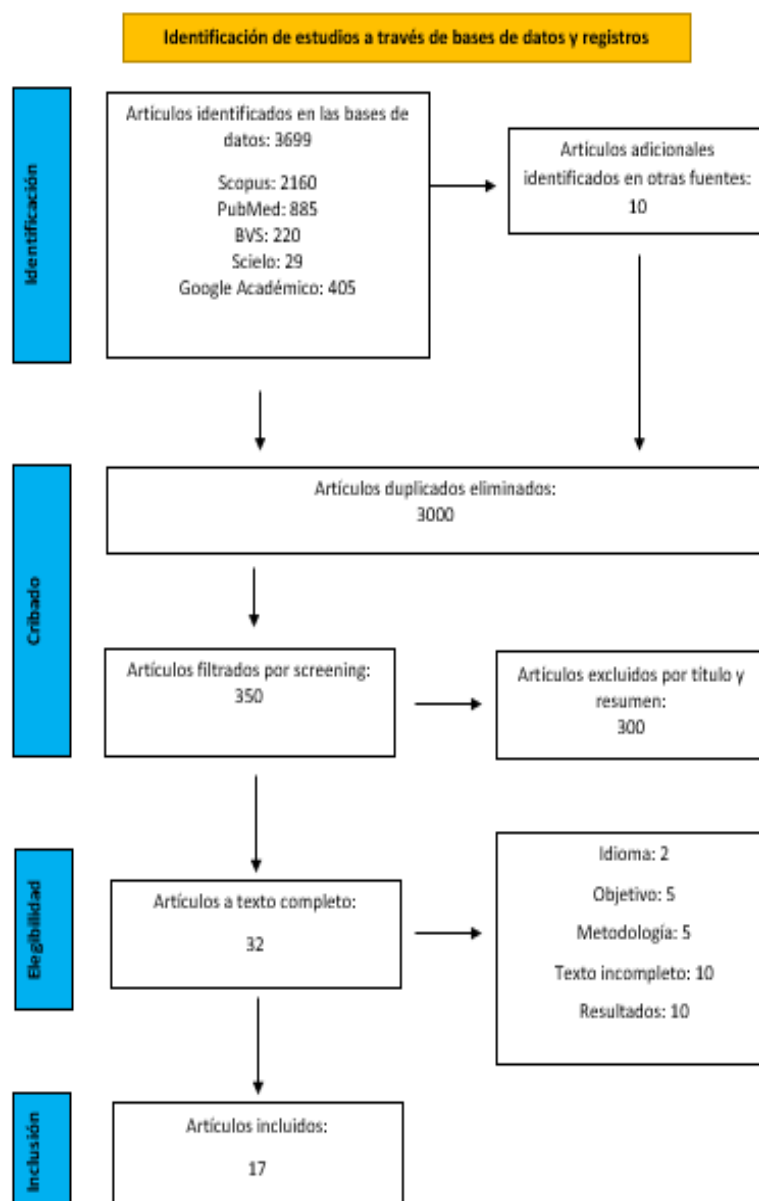 Identificación de estudios a través de bases de datos y registros
Identificación
Artículos identificados en las bases de
datos: 3699
Scopus: 2160
PubMed: 885
BVS: 220
Scielo: 29
Google Académico: 405
Artículos adicionales
identificados en otras fuentes:
10
Cribado
Artículos duplicados eliminados:
3000
Artículos filtrados por screening:
350
Artículos excluidos por título y
resumen:
300
Elegibilidad
Artículos a texto completo:
32
Idioma: 2
Objetivo: 5
Metodología: 5
Texto incompleto: 10
Resultados: 10
Inclusión
Artículos incluidos:
17